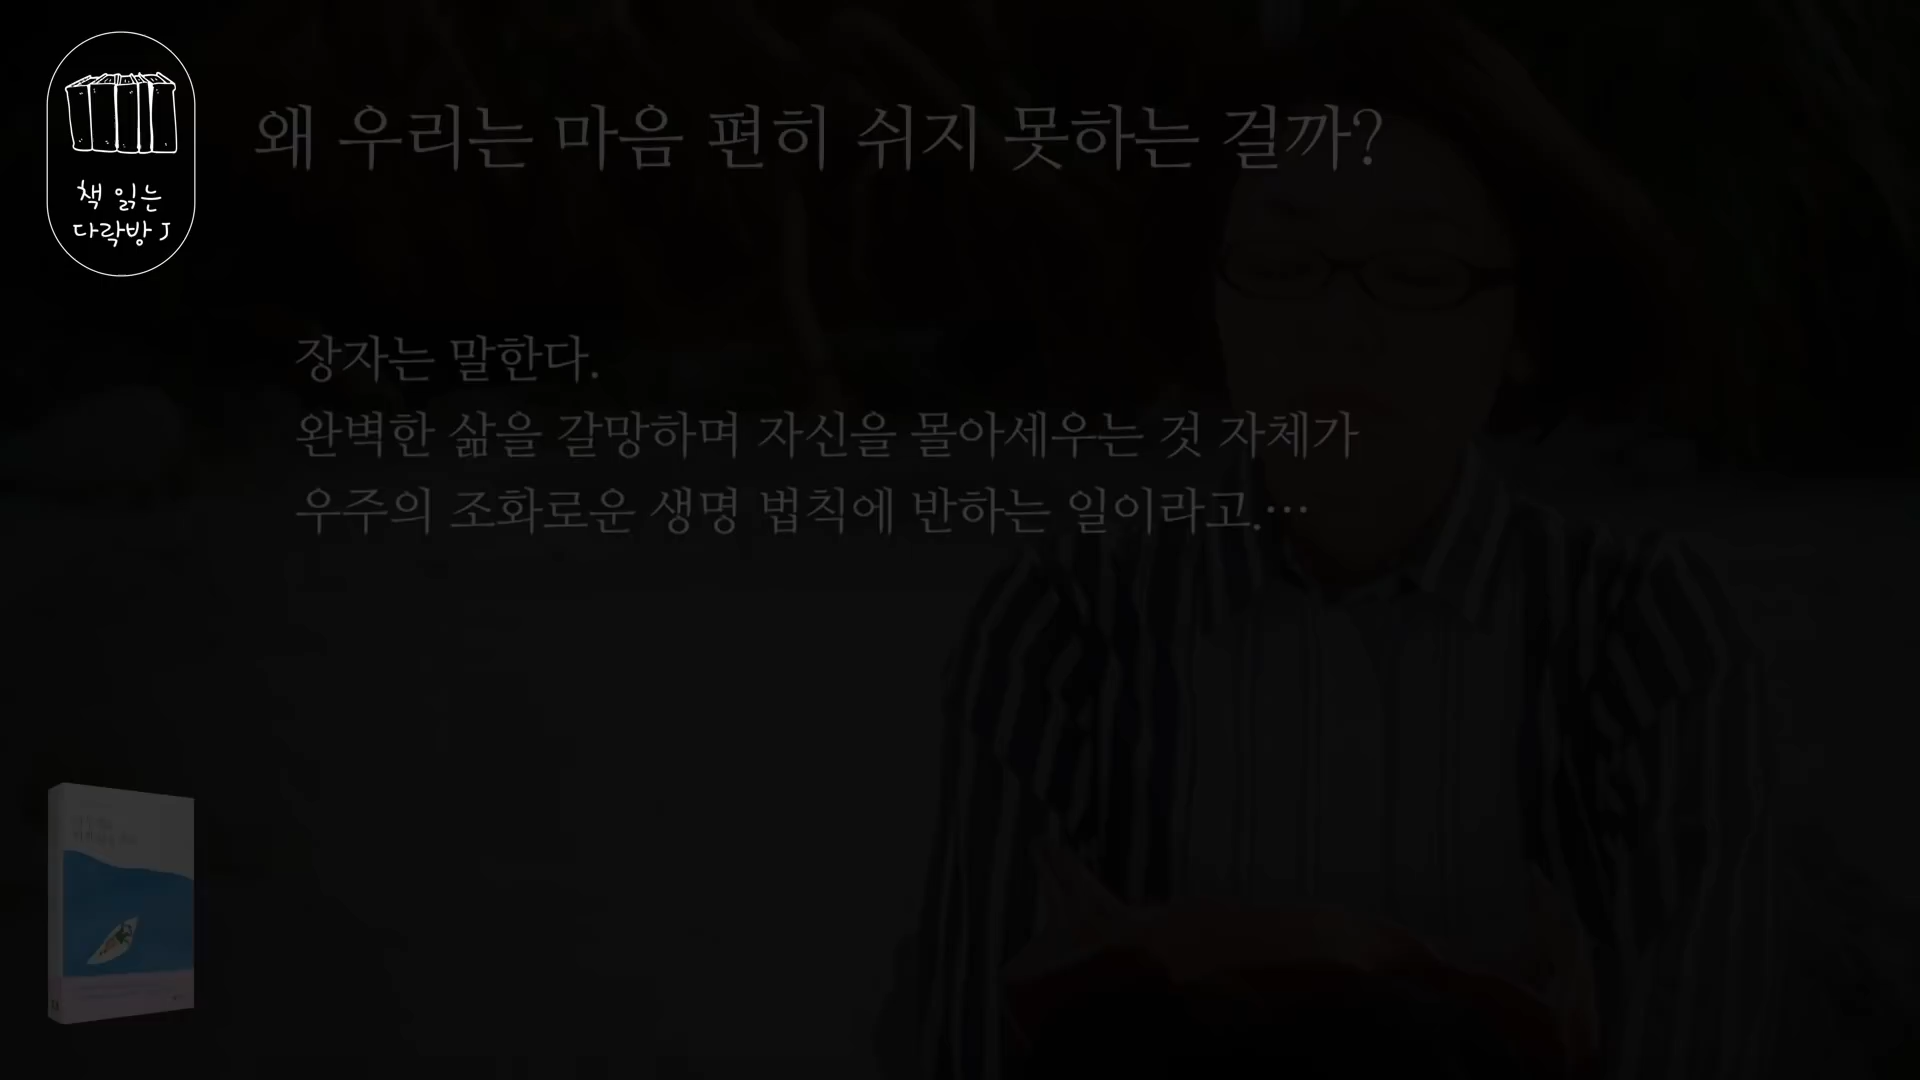 책 읽는
다락방 J
왜 우리는 마음 편히 쉬지 못하는 걸까?
장자는 말한다.
완벽한 삶을 갈망하며 자신을 몰아세우는 것 자체가
우주의 조화로운 생명 법칙에 반하는 일이라고.…